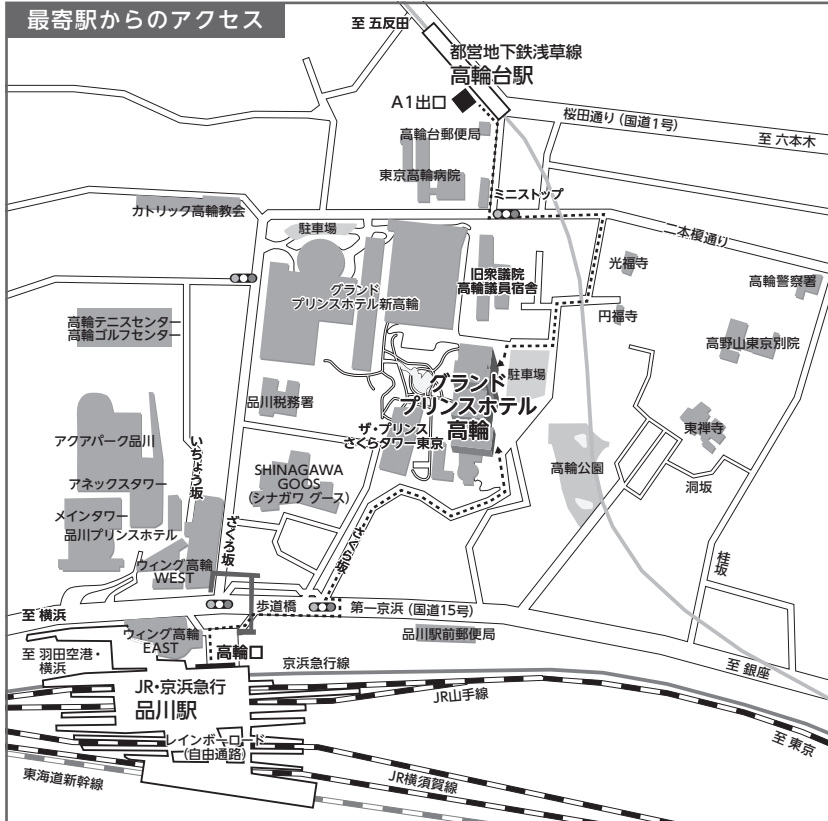 最寄駅からのアクセス
至 五反田
都営地下鉄浅草線
高輪台駅
A1出口
桜田通り（国道1号）
至 六本木
高輪台郵便局
東京高輪病院
ミニストップ
カトリック高輪教会
駐車場
二本榎通り
旧衆議院
高輪議員宿舎
光福寺
高輪警察署
グランド
プリンスホテル新高輪
円福寺
高輪テニスセンター
高輪ゴルフセンター
高野山東京別院
駐車場
グランド
プリンスホテル
高輪
品川税務署
ザ・プリンス
さくらタワー東京
東禅寺
アクアパーク品川
いちょう坂
SHINAGAWA
GOOS
（シナガワ グース）
高輪公園
アネックスタワー
洞坂
メインタワー
品川プリンスホテル
ざくろ坂
さくら坂
ウィング高輪
WEST
桂坂
至 横浜
歩道橋
第一京浜（国道15号）
ウィング高輪
EAST
高輪口
品川駅前郵便局
至 羽田空港・
横浜
京浜急行線
至 銀座
JR・京浜急行
品川駅
JR山手線
レインボーロード
（自由通路）
至 東京
東海道新幹線
JR横須賀線